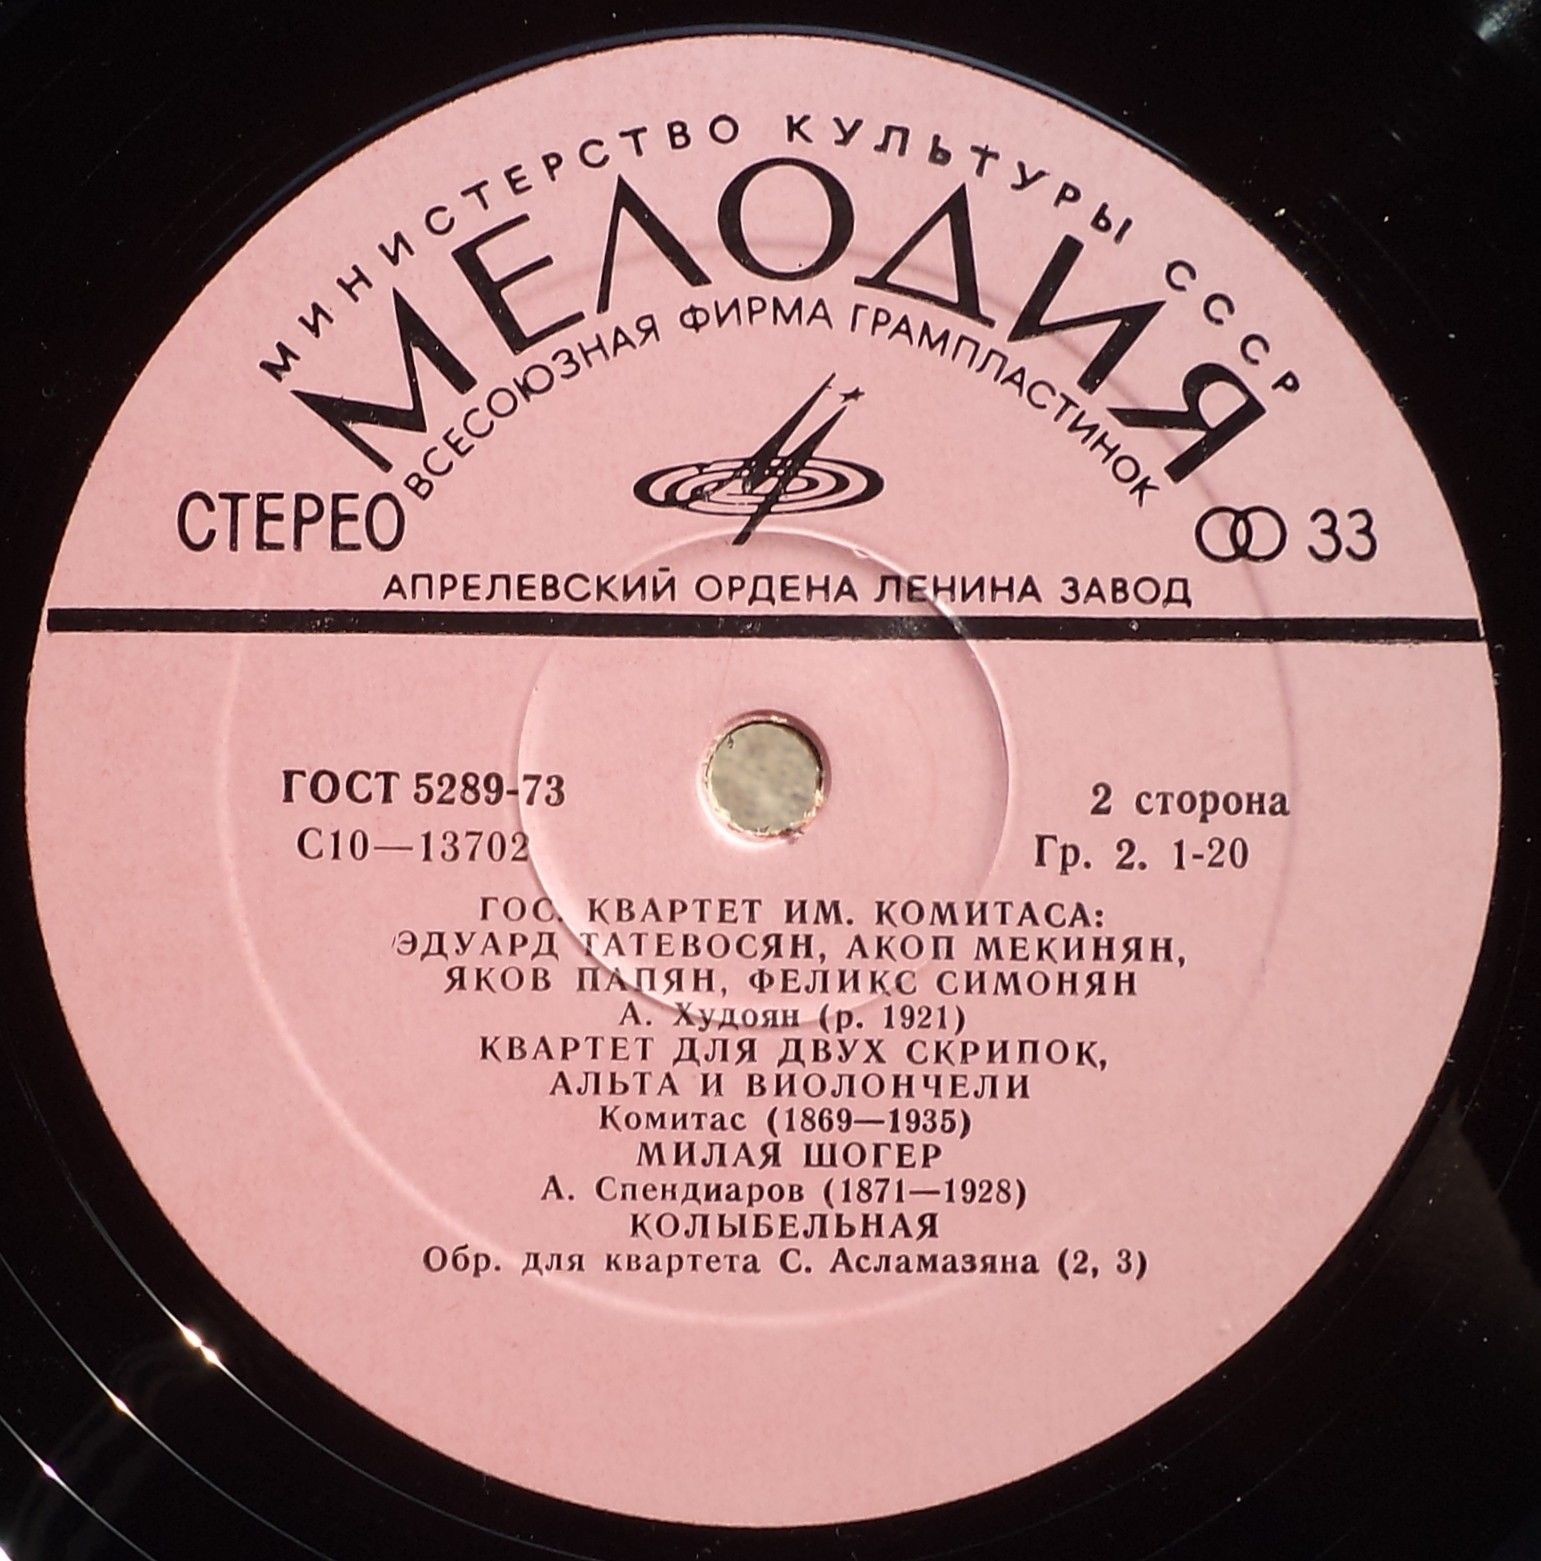 МИНИСТЕРСТВО КУЛЬТУРЫ СССР
МЕЛОДИЯ
ВСЕСОЮЗНАЯ ФИРМА ГРАМПЛАСТИНОК
СТЕРЕО
33
АПРЕЛЕВСКИЙ ОРДЕНА ЛЕНИНА ЗАВОД
ГОСТ 5289-73
2 сторона
С10—13702
Гр. 2. 1-20
ГОС. КВАРТЕТ ИМ. КОМИТАСА:
ЭДУАРД ТАТЕВОСЯН, АКОП МЕКИНЯН,
ЯКОВ ПАПЯН, ФЕЛИКС СИМОНЯН
А. Худоян (р. 1921)
КВАРТЕТ ДЛЯ ДВУХ СКРИПОК,
АЛЬТА И ВИОЛОНЧЕЛИ
Комитас (1869—1935)
МИЛАЯ ШОГЕР
А. Спендиаров (1871—1928)
КОЛЫБЕЛЬНАЯ
Обр. для квартета С. Асламазяна (2, 3)